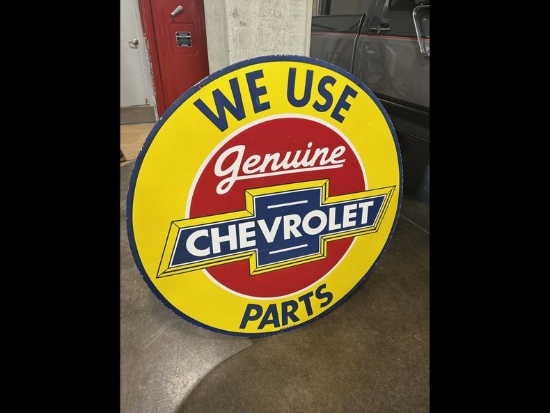 WE USE
Genuine
CHEVROLET
PARTS